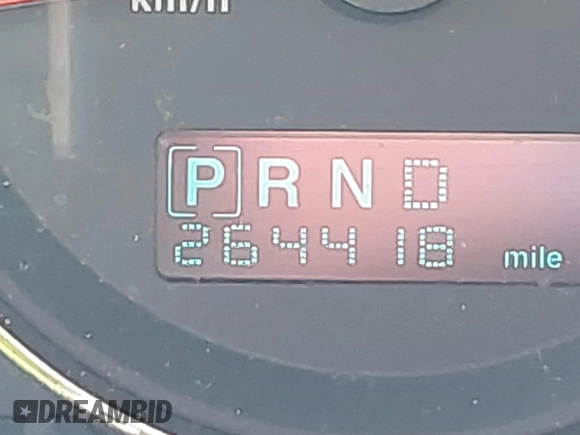 km/h
[P] R N D
264418 mile
DREAMBID